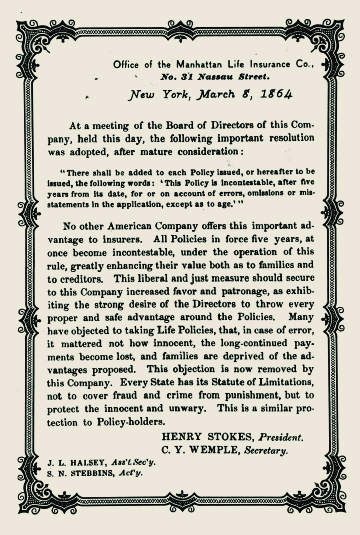 Office of the Manhattan Life Insurance Co.,
No. 31 Nassau Street.
New York, March 8, 1864
At a meeting of the Board of Directors of this Com-
pany, held this day, the following important resolution
was adopted, after mature consideration:
"There shall be added to each Policy issued, or hereafter to be
issued, the following words: 'This Policy is incontestable, after five
years from its date, for or on account of errors, omissions or mis-
statements in the application, except as to age.'"
No other American Company offers this important ad-
vantage to insurers. All Policies in force five years, at
once become incontestable, under the operation of this
rule, greatly enhancing their value both as to families and
to creditors. This liberal and just measure should secure
to this Company increased favor and patronage, as exhib-
iting the strong desire of the Directors to throw every
proper and safe advantage around the Policies. Many
have objected to taking Life Policies, that, in case of error,
it mattered not how innocent, the long-continued pay-
ments become lost, and families are deprived of the ad-
vantages proposed. This objection is now removed by
this Company. Every State has its Statute of Limitations,
not to cover fraud and crime from punishment, but to
protect the innocent and unwary. This is a similar pro-
tection to Policy-holders.
HENRY STOKES, President.
C. Y. WEMPLE, Secretary.
J. L. HALSEY, Ass't Sec'y.
S. N. STEBBINS, Act'y.